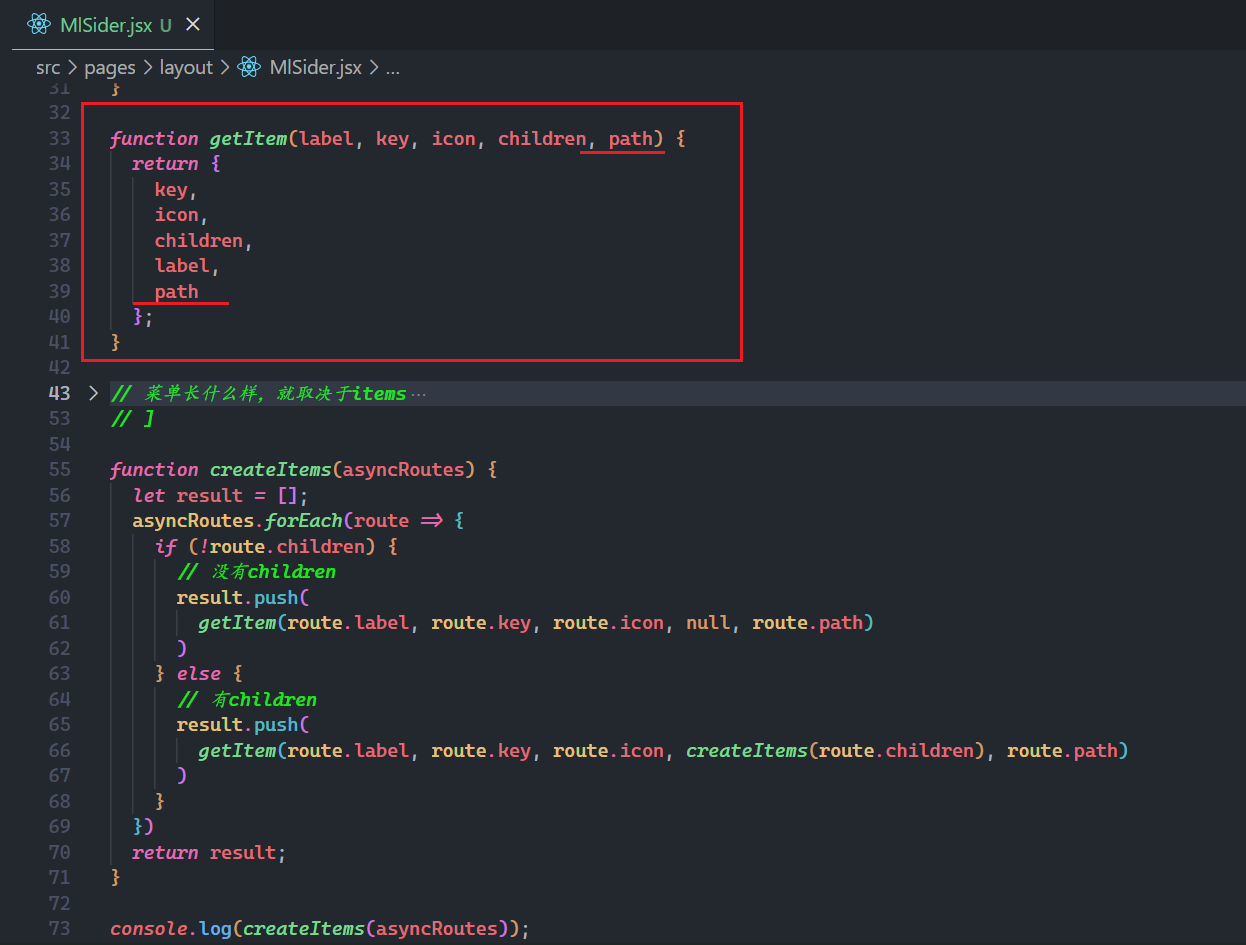 MlSider.jsx U
src > pages > layout > MlSider.jsx > ...
31 }
32
33 function getItem(label, key, icon, children, path) {
34 return {
35 key,
36 icon,
37 children,
38 label,
39 path
40 };
41 }
42
43 > // 菜单长什么样，就取决于items ···
53 // ]
54
55 function createItems(asyncRoutes) {
56 let result = [];
57 asyncRoutes.forEach(route => {
58 if (!route.children) {
59 // 没有children
60 result.push(
61 getItem(route.label, route.key, route.icon, null, route.path)
62 )
63 } else {
64 // 有children
65 result.push(
66 getItem(route.label, route.key, route.icon, createItems(route.children), route.path)
67 )
68 }
69 })
70 return result;
71 }
72
73 console.log(createItems(asyncRoutes));